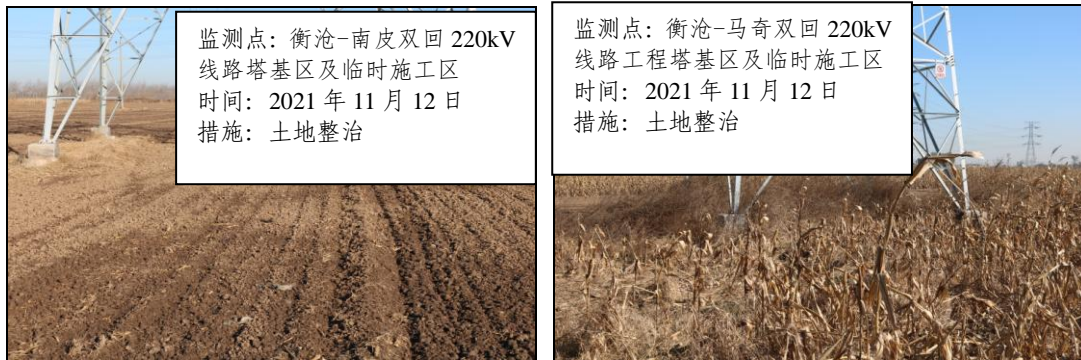 监测点：衡沧-南皮双回 220kV
线路塔基区及临时施工区
时间：2021 年 11 月 12 日
措施：土地整治
监测点：衡沧-马奇双回 220kV
线路工程塔基区及临时施工区
时间：2021 年 11 月 12 日
措施：土地整治